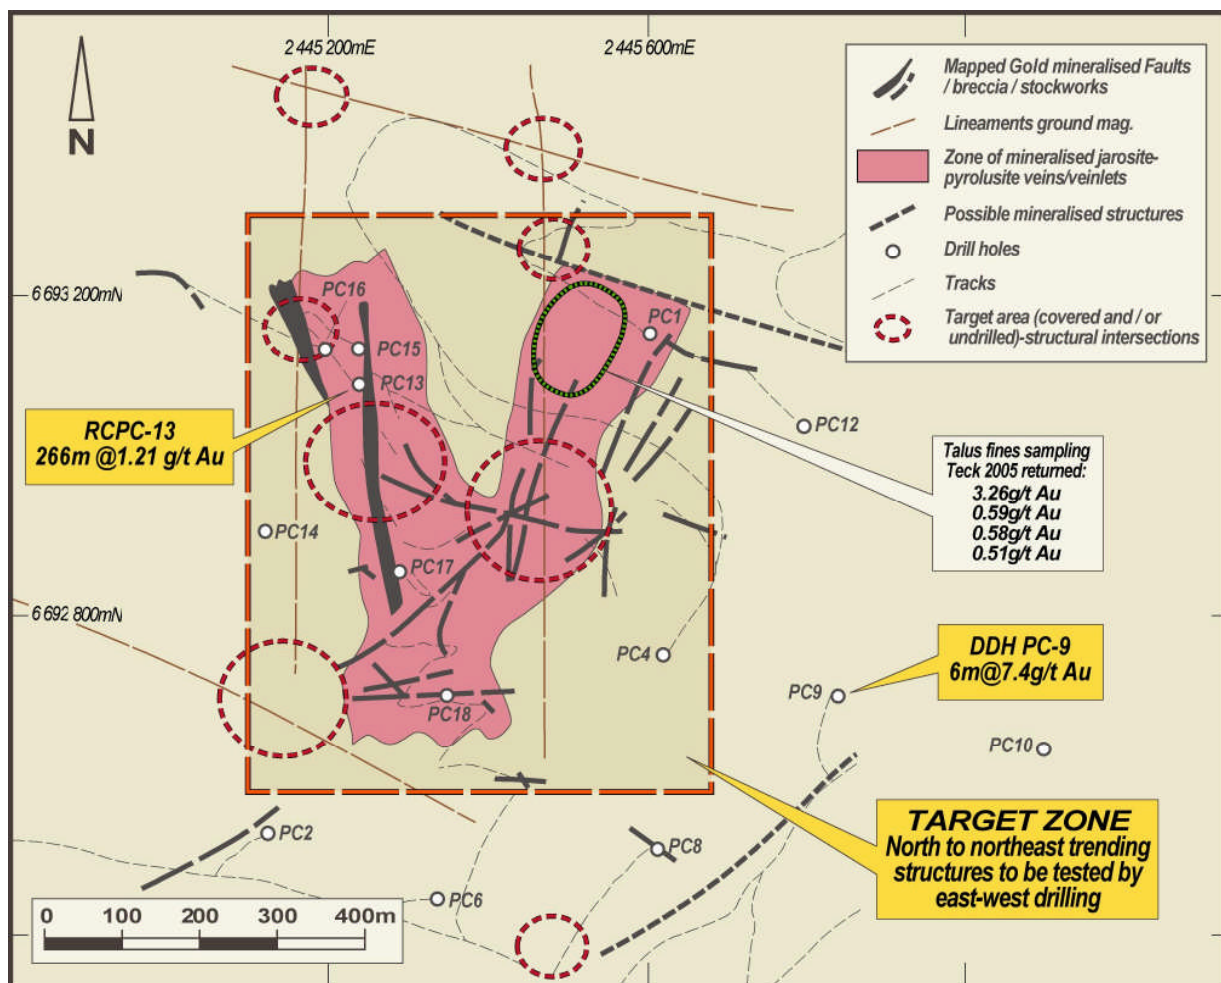 2 445 200mE
2 445 600mE
N
Mapped Gold mineralised Faults
/ breccia / stockworks
Lineaments ground mag.
Zone of mineralised jarosite-
pyrolusite veins/veinlets
Possible mineralised structures
Drill holes
Tracks
Target area (covered and / or
undrilled)-structural intersections
6 693 200mN
PC16
PC1
PC15
PC13
PC12
RCPC-13
266m @1.21 g/t Au
Talus fines sampling
Teck 2005 returned:
3.26g/t Au
0.59g/t Au
0.58g/t Au
0.51g/t Au
PC14
PC17
6 692 800mN
PC4
DDH PC-9
6m@7.4g/t Au
PC9
PC18
PC10
TARGET ZONE
North to northeast trending
structures to be tested by
east-west drilling
PC2
PC8
PC6
0 100 200 300 400m